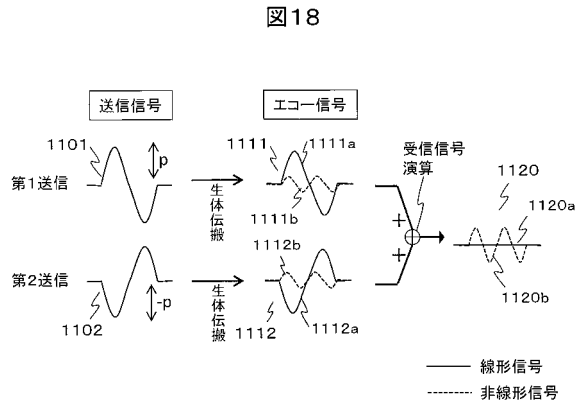 図18
送信信号
エコー信号
1101
p
第1送信
生体伝搬
1111
1111a
1111b
受信信号
演算
+
+
1120
1120a
1120b
第2送信
-p
1102
生体伝搬
1112b
1112
1112a
線形信号
非線形信号